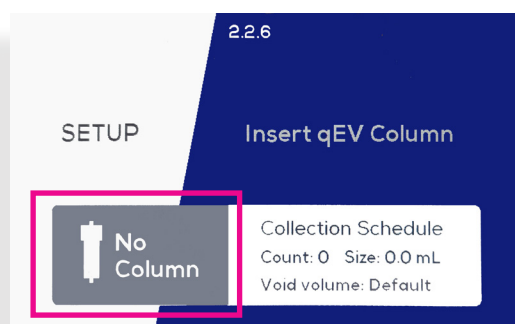 2.2.6
SETUP
Insert qEV Column
No
Column
Collection Schedule
Count: 0 Size: 0.0 mL
Void volume: Default